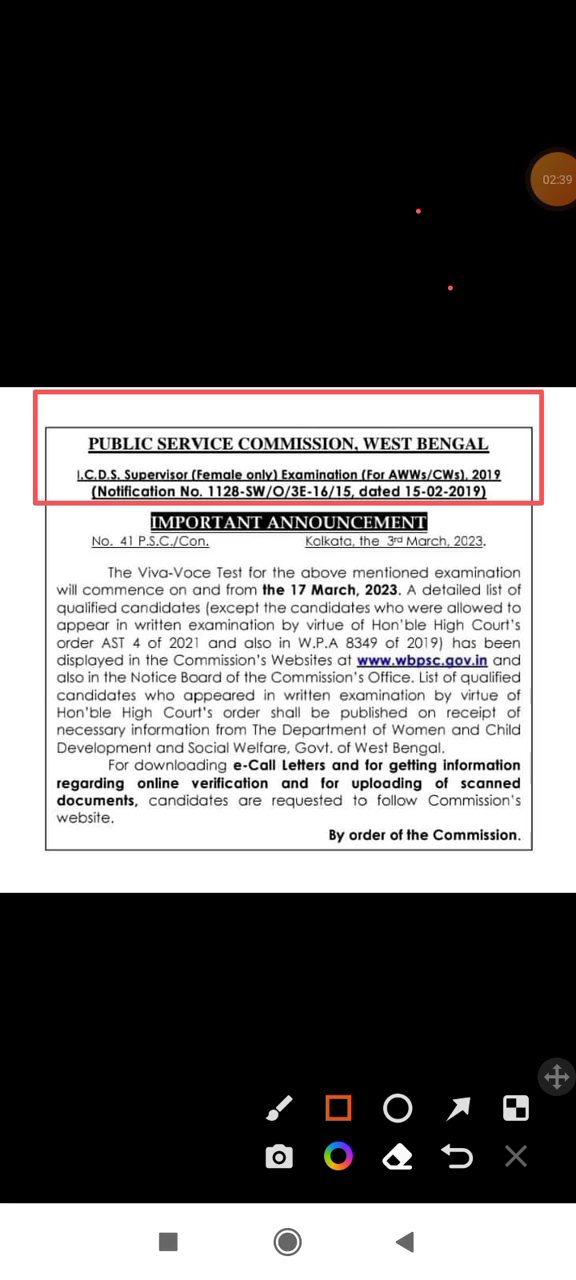 02:39
PUBLIC SERVICE COMMISSION, WEST BENGAL
I.C.D.S. Supervisor (Female only) Examination (For AWWs/CWs), 2019
(Notification No. 1128-SW/O/3E-16/15, dated 15-02-2019)
IMPORTANT ANNOUNCEMENT
No. 41 P.S.C./Con. Kolkata, the 3rd March, 2023.
The Viva-Voce Test for the above mentioned examination
will commence on and from the 17 March, 2023. A detailed list of
qualified candidates (except the candidates who were allowed to
appear in written examination by virtue of Hon'ble High Court's
order AST 4 of 2021 and also in W.P.A 8349 of 2019) has been
displayed in the Commission's Websites at www.wbpsc.gov.in and
also in the Notice Board of the Commission's Office. List of qualified
candidates who appeared in written examination by virtue of
Hon'ble High Court's order shall be published on receipt of
necessary information from The Department of Women and Child
Development and Social Welfare, Govt. of West Bengal.
For downloading e-Call Letters and for getting information
regarding online verification and for uploading of scanned
documents, candidates are requested to follow Commission's
website.
By order of the Commission.